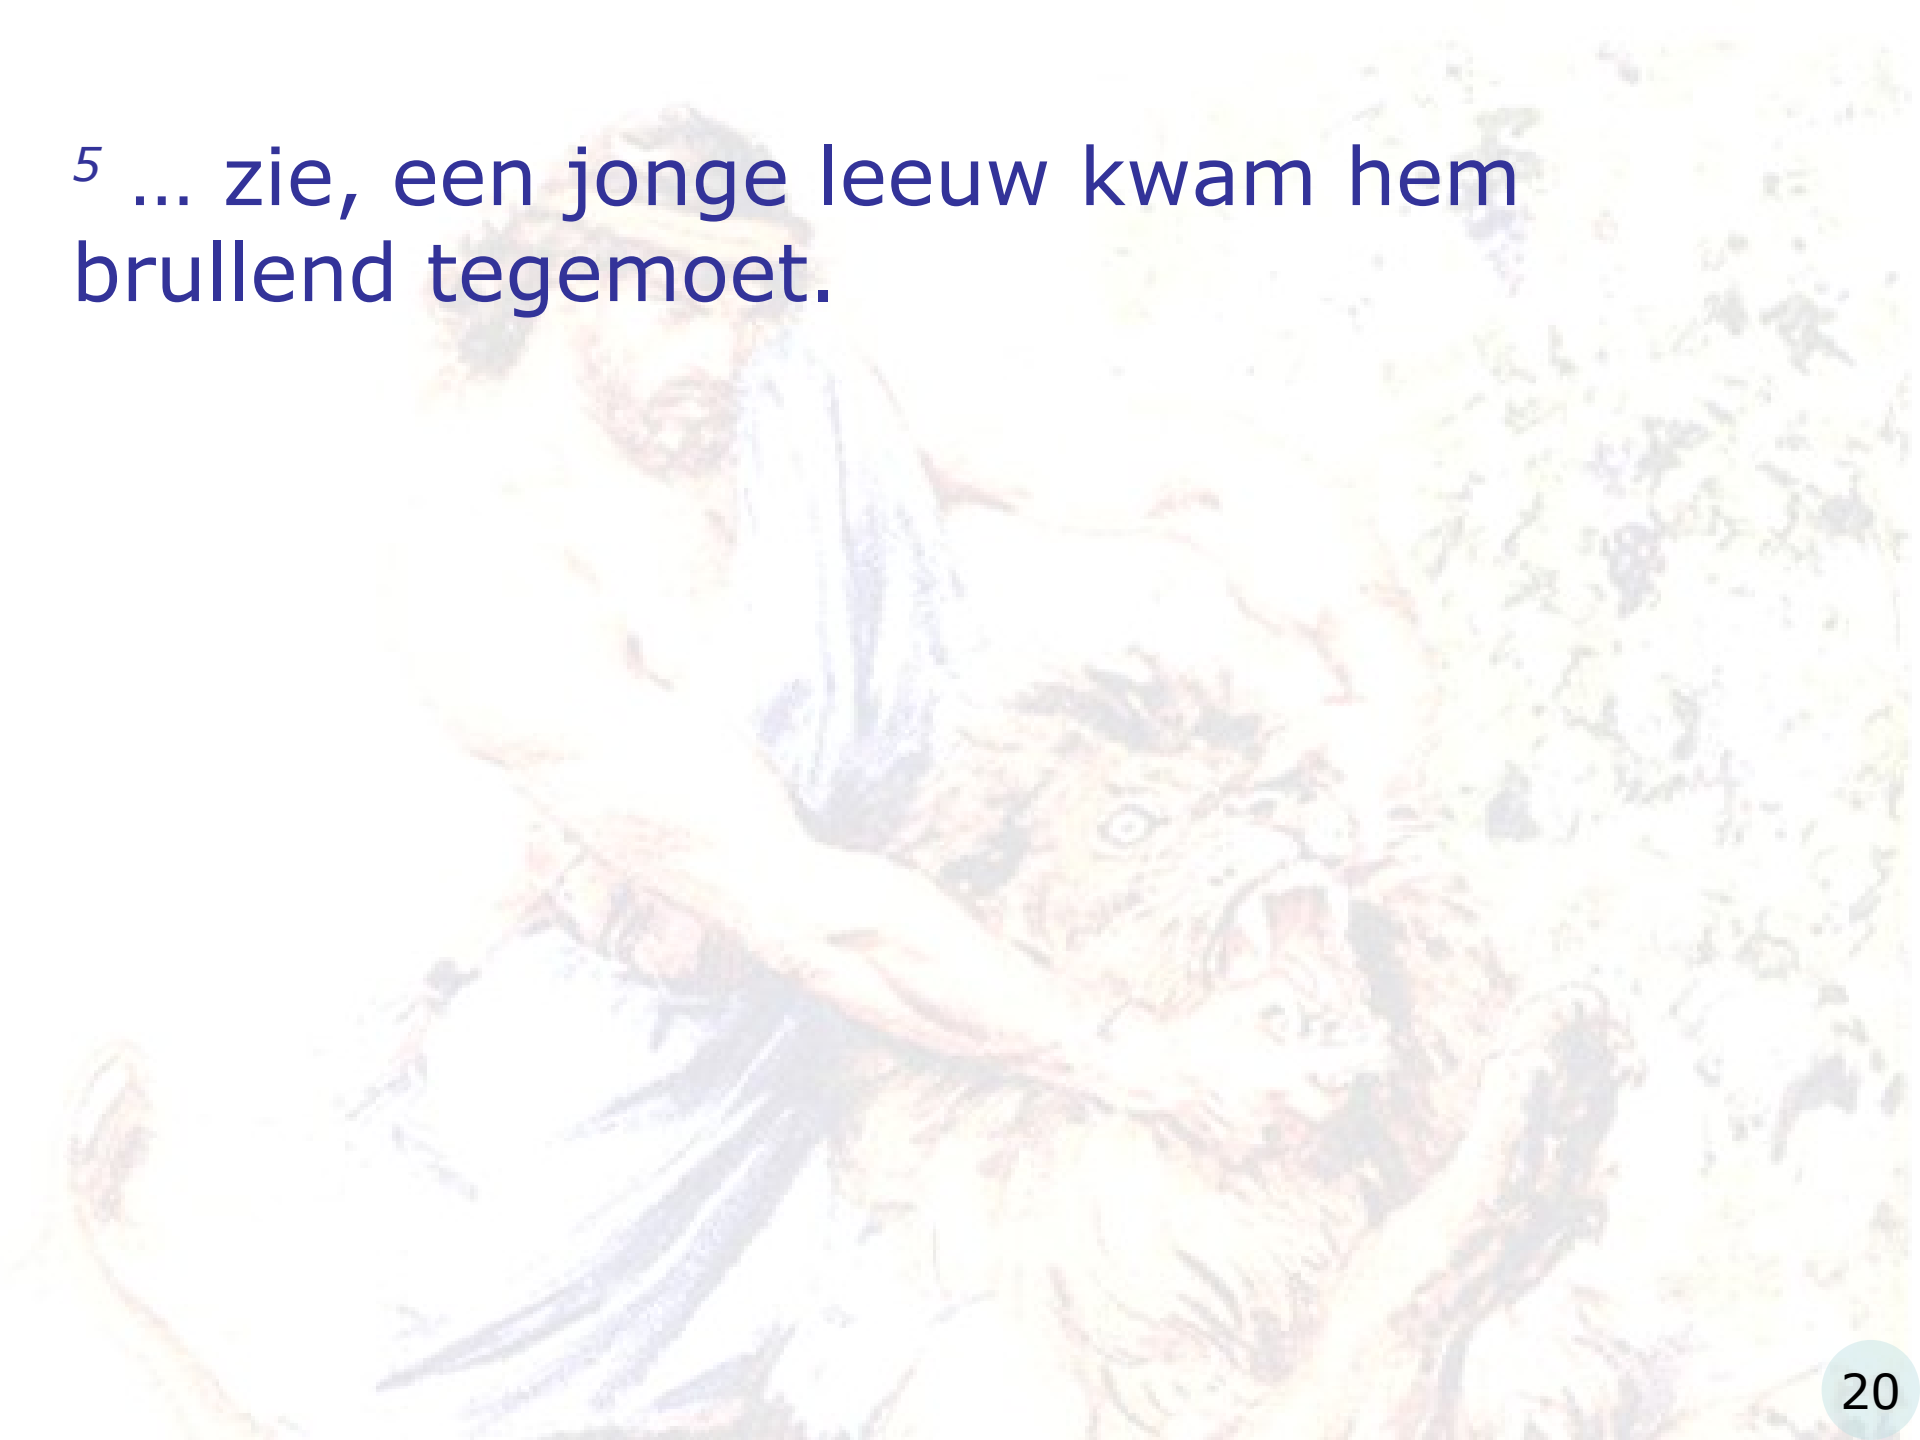 5 … zie, een jonge leeuw kwam hem
brullend tegemoet.
20